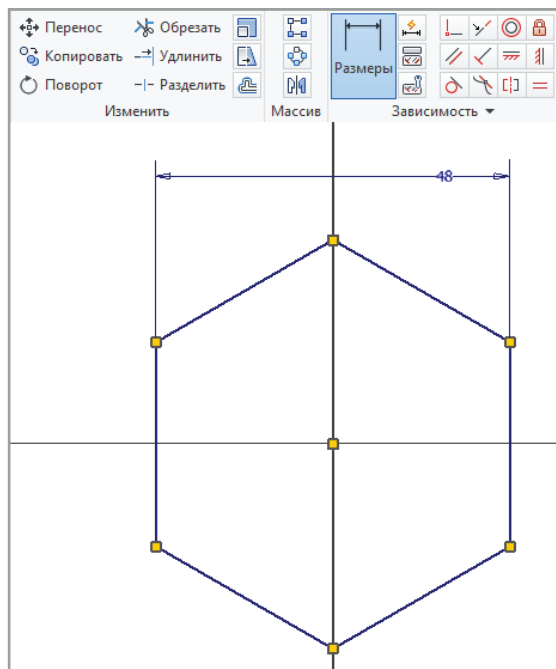 Перенос Обрезать
Копировать Удлинить
Поворот Разделить
Размеры
Изменить Массив Зависимость
48